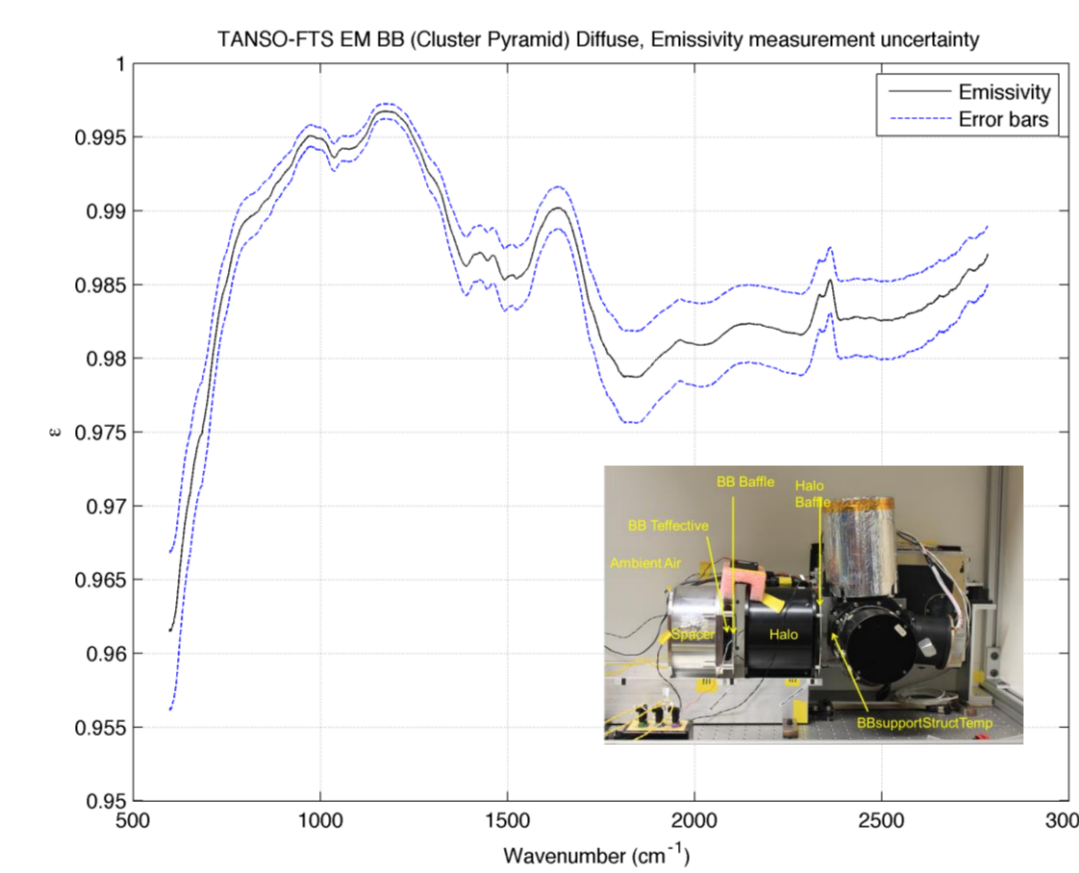 TANSO-FTS EM BB (Cluster Pyramid) Diffuse, Emissivity measurement uncertainty
1
Emissivity
Error bars
0.995
0.99
0.985
0.98
ε
0.975
0.97
0.965
0.96
0.955
0.95
BB Baffle
Halo
Baffle
BB Teffective
Ambient Air
Spacer
Halo
BBsupportStructTemp
500
1000
1500
2000
2500
300
Wavenumber (cm⁻¹)